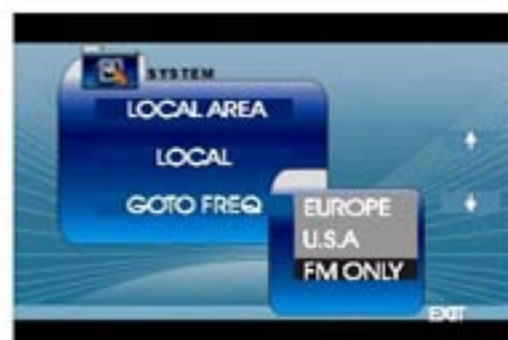 SYSTEM
LOCAL AREA
LOCAL
GOTO FREQ
EUROPE
U.S.A
FM ONLY
EXIT